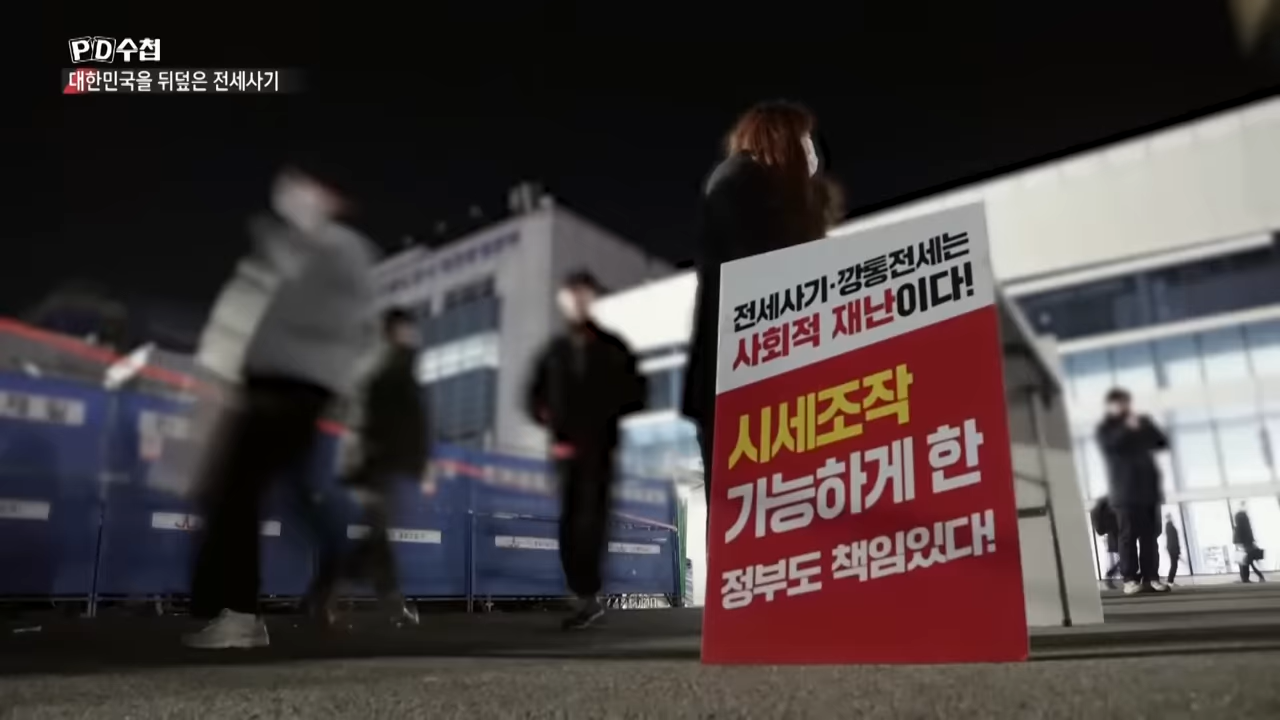 PD수첩
대한민국을 뒤덮은 전세사기
전세사기·깡통전세는
사회적 재난이다!
시세조작
가능하게 한
정부도 책임있다!